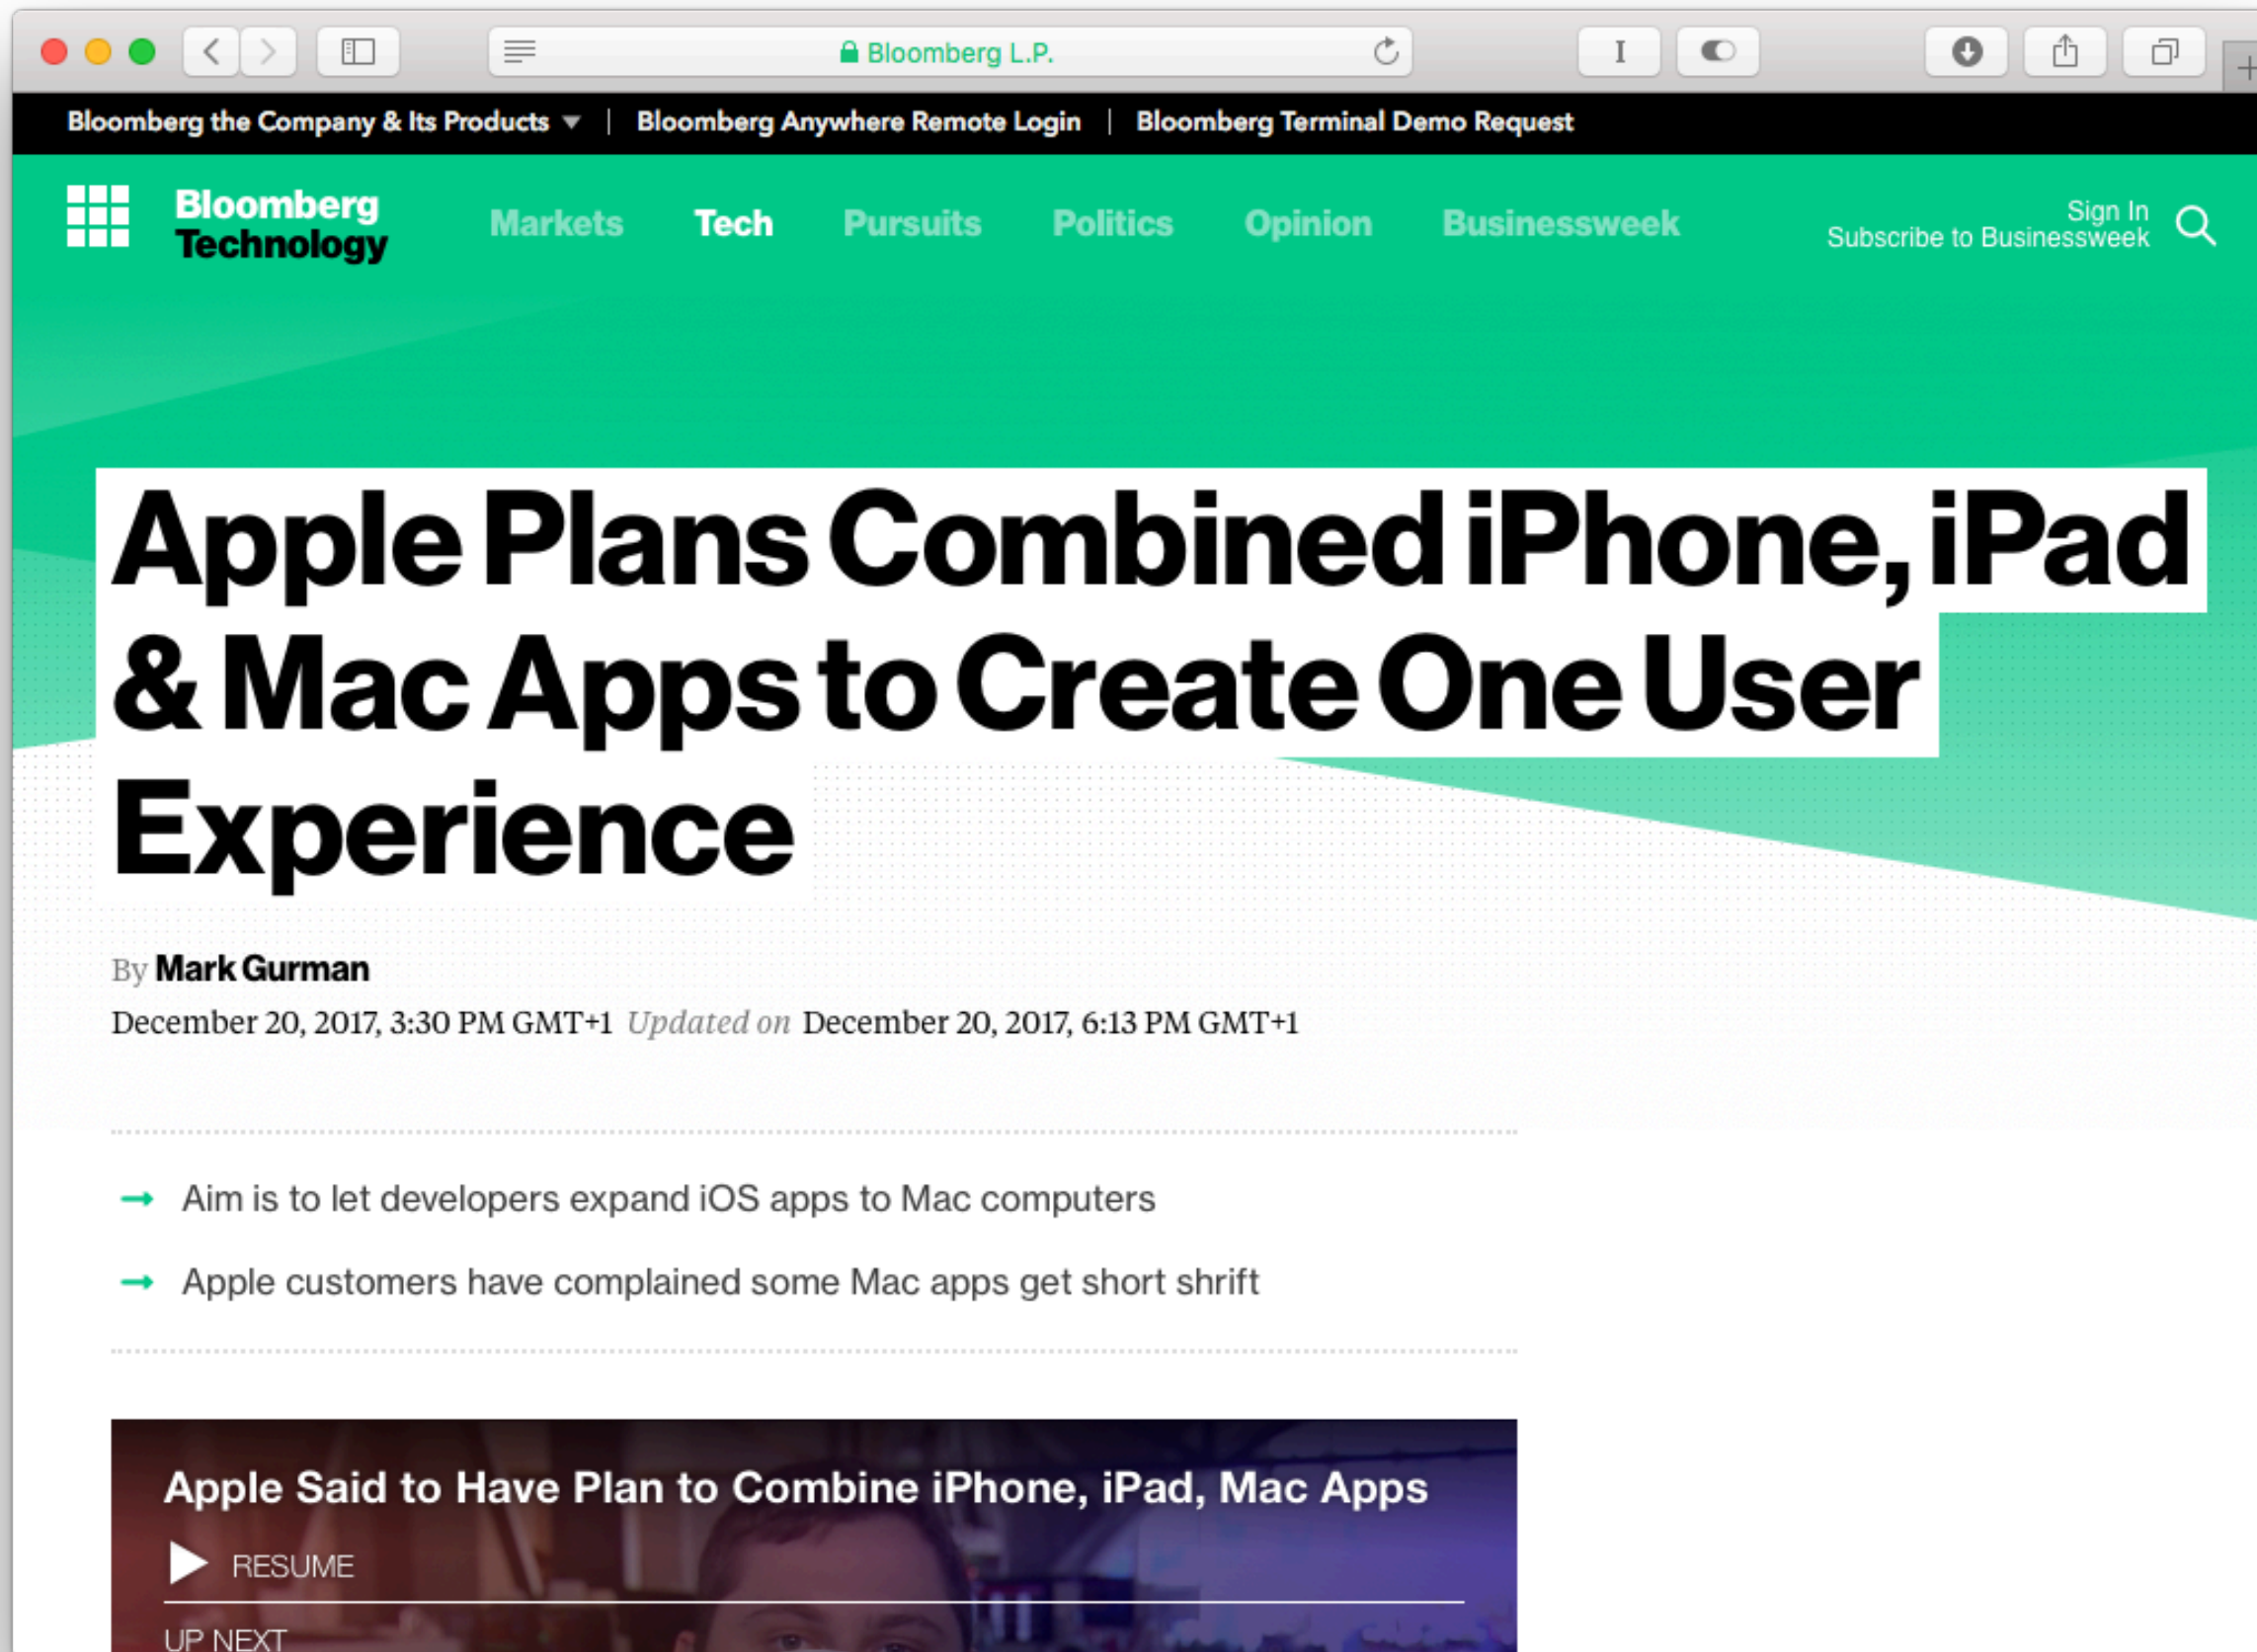 Bloomberg L.P.
Bloomberg the Company & Its Products ▼ | Bloomberg Anywhere Remote Login | Bloomberg Terminal Demo Request
Bloomberg
Technology
Markets Tech Pursuits Politics Opinion Businessweek
Sign In
Subscribe to Businessweek
Apple Plans Combined iPhone, iPad
& Mac Apps to Create One User
Experience
By Mark Gurman
December 20, 2017, 3:30 PM GMT+1 Updated on December 20, 2017, 6:13 PM GMT+1
→ Aim is to let developers expand iOS apps to Mac computers
→ Apple customers have complained some Mac apps get short shrift
Apple Said to Have Plan to Combine iPhone, iPad, Mac Apps
RESUME
UP NEXT